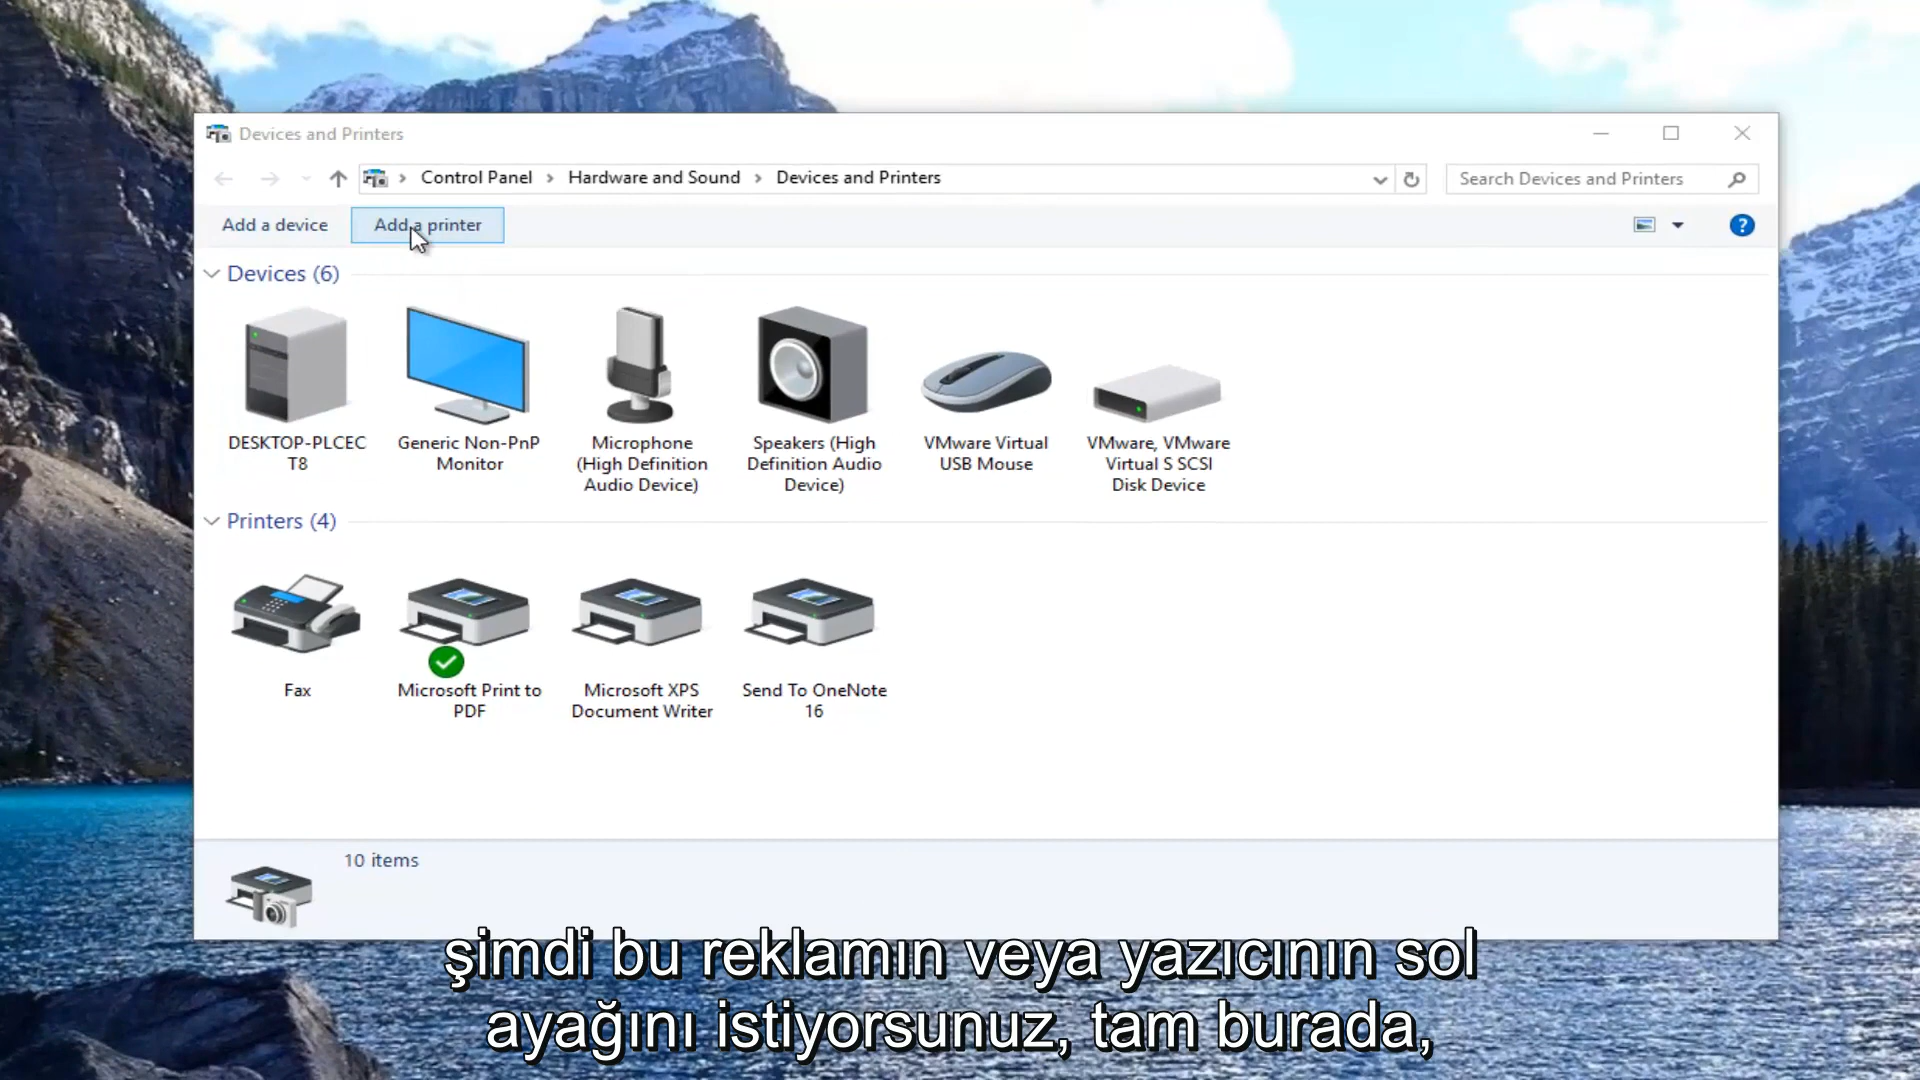 Devices and Printers
Control Panel > Hardware and Sound > Devices and Printers
Search Devices and Printers
Add a device
Add a printer
?
Devices (6)
DESKTOP-PLCEC
T8
Generic Non-PnP
Monitor
Microphone
(High Definition
Audio Device)
Speakers (High
Definition Audio
Device)
VMware Virtual
USB Mouse
VMware, VMware
Virtual S SCSI
Disk Device
Printers (4)
Fax
Microsoft Print to
PDF
Microsoft XPS
Document Writer
Send To OneNote
16
10 items
şimdi bu reklamın veya yazıcının sol
ayağını istiyorsunuz, tam burada,